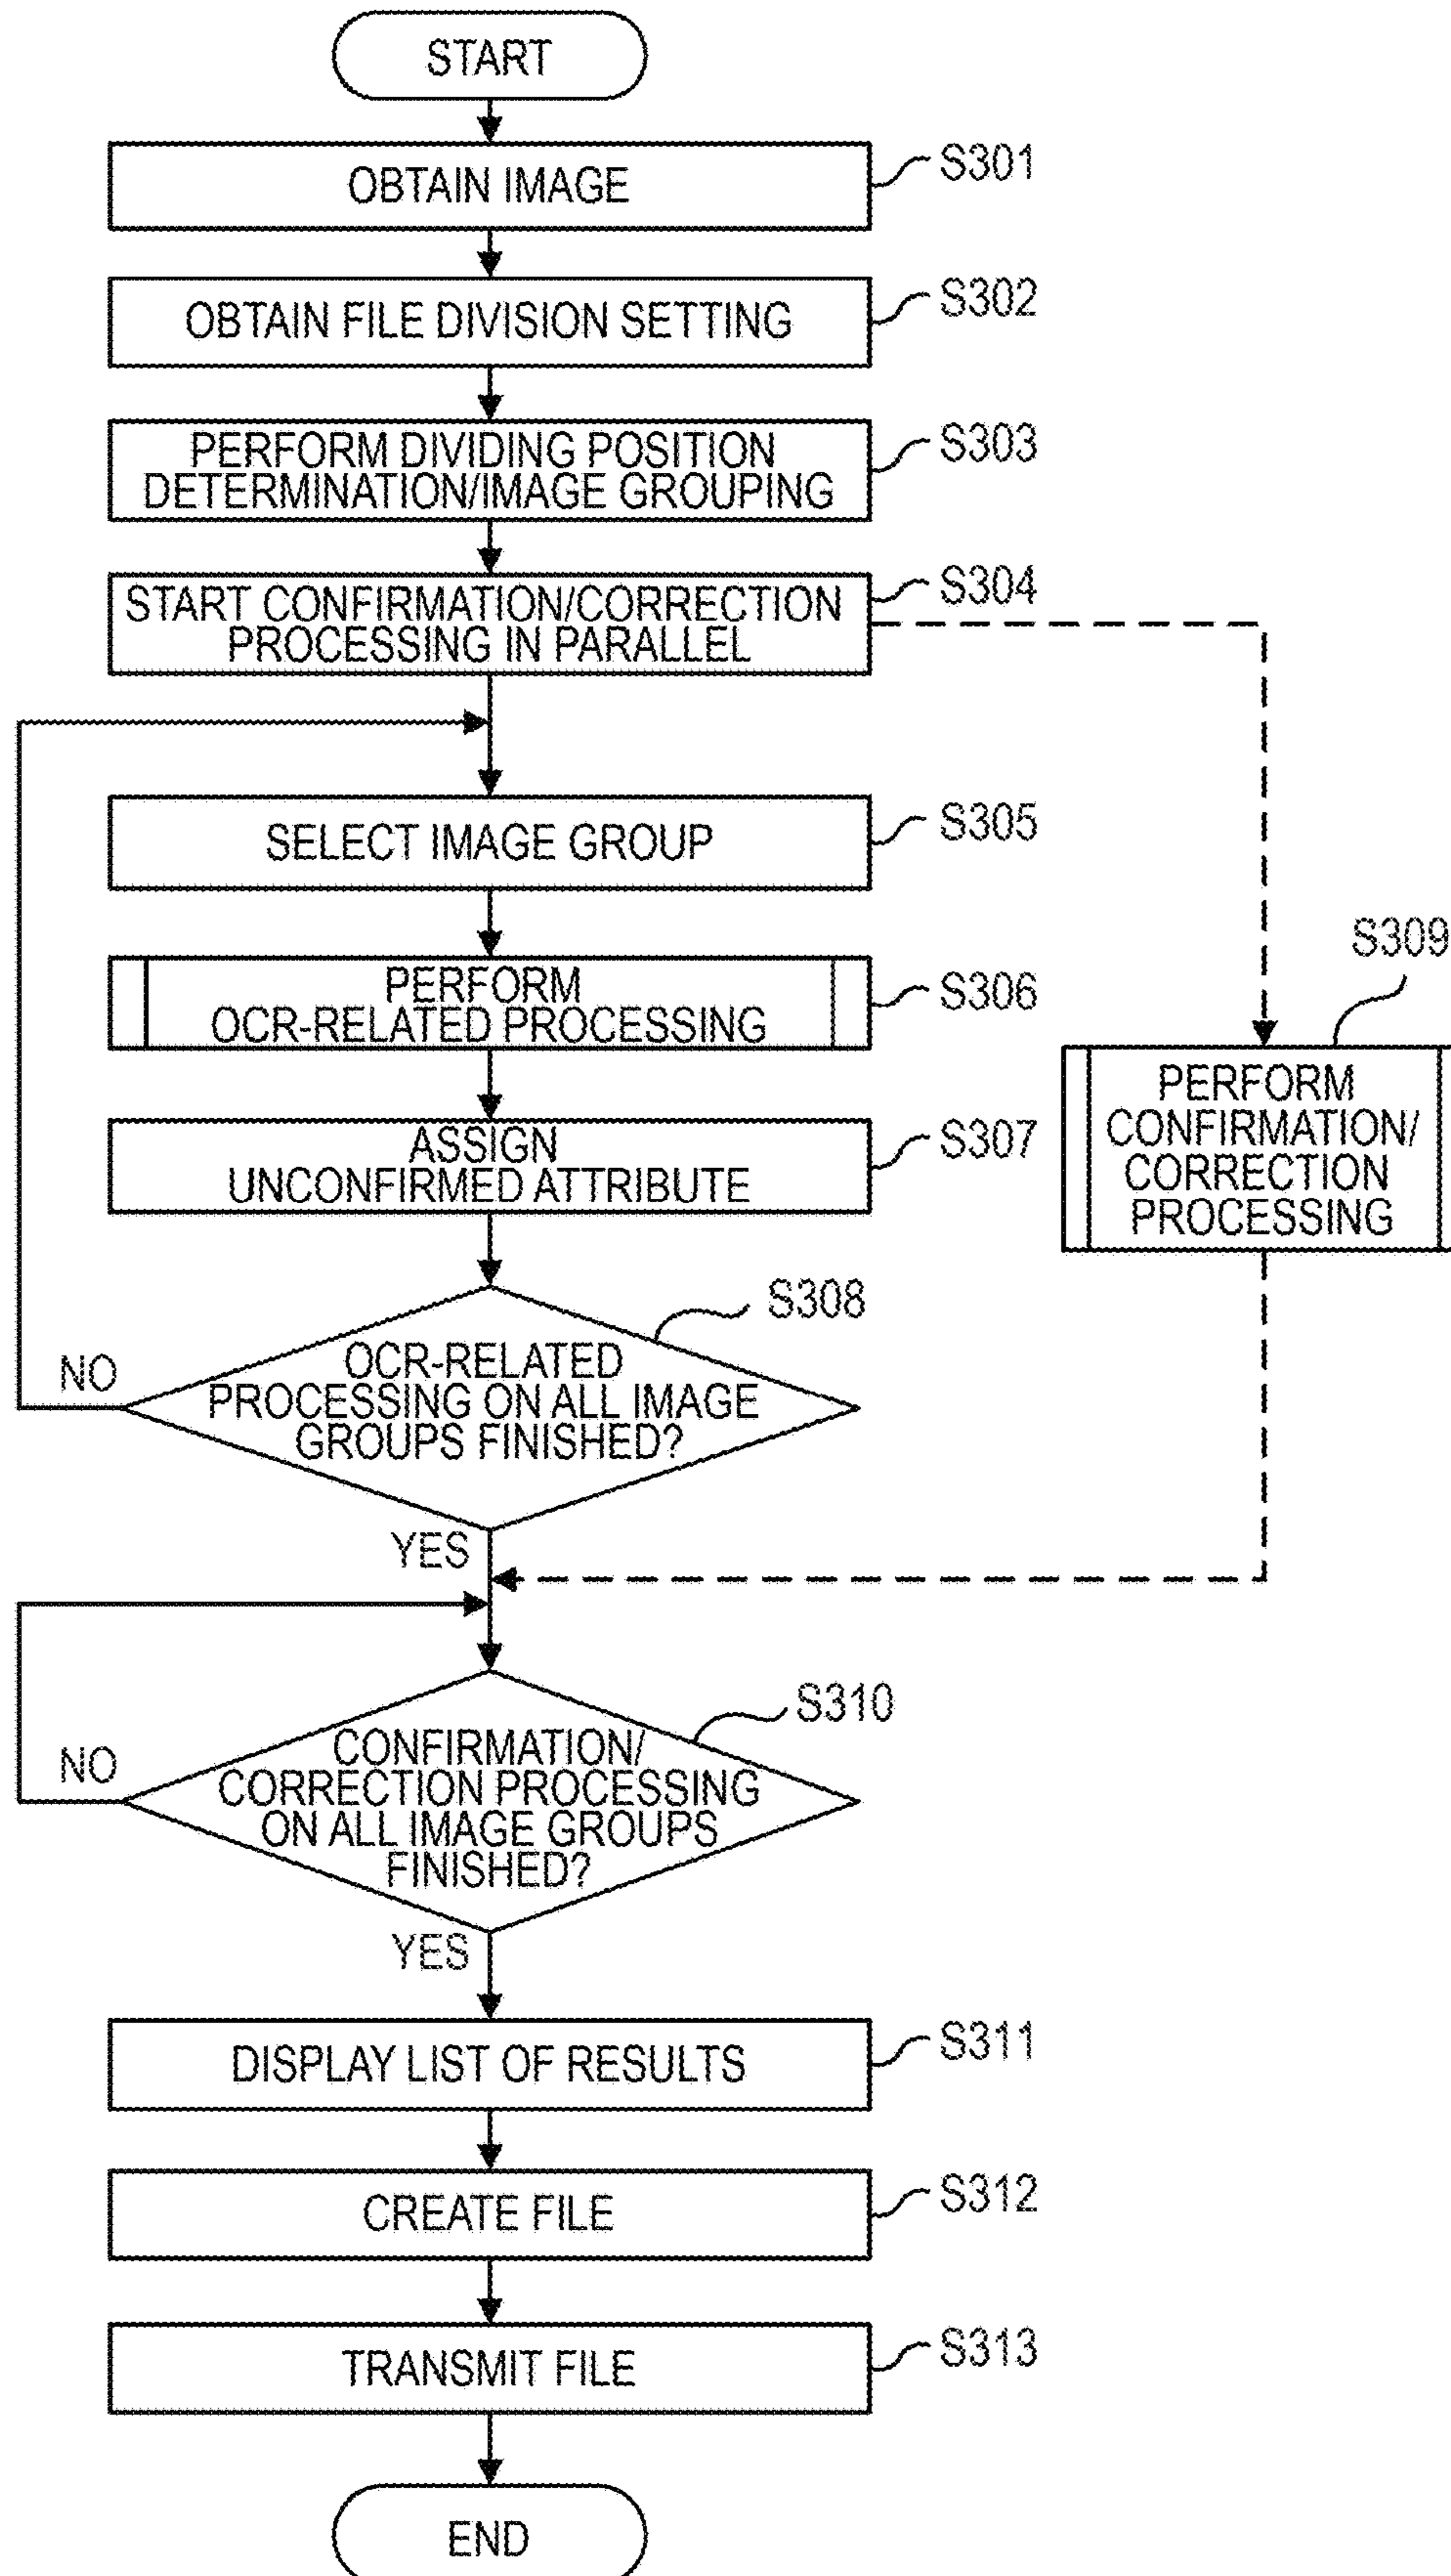 START
OBTAIN IMAGE
S301
OBTAIN FILE DIVISION SETTING
S302
PERFORM DIVIDING POSITION
DETERMINATION/IMAGE GROUPING
S303
START CONFIRMATION/CORRECTION
PROCESSING IN PARALLEL
S304
SELECT IMAGE GROUP
S305
PERFORM
OCR-RELATED PROCESSING
S306
S309
PERFORM
CONFIRMATION/
CORRECTION
PROCESSING
ASSIGN
UNCONFIRMED ATTRIBUTE
S307
S308
OCR-RELATED
PROCESSING ON ALL IMAGE
GROUPS FINISHED?
NO
YES
S310
CONFIRMATION/
CORRECTION PROCESSING
ON ALL IMAGE GROUPS
FINISHED?
NO
YES
DISPLAY LIST OF RESULTS
S311
CREATE FILE
S312
TRANSMIT FILE
S313
END